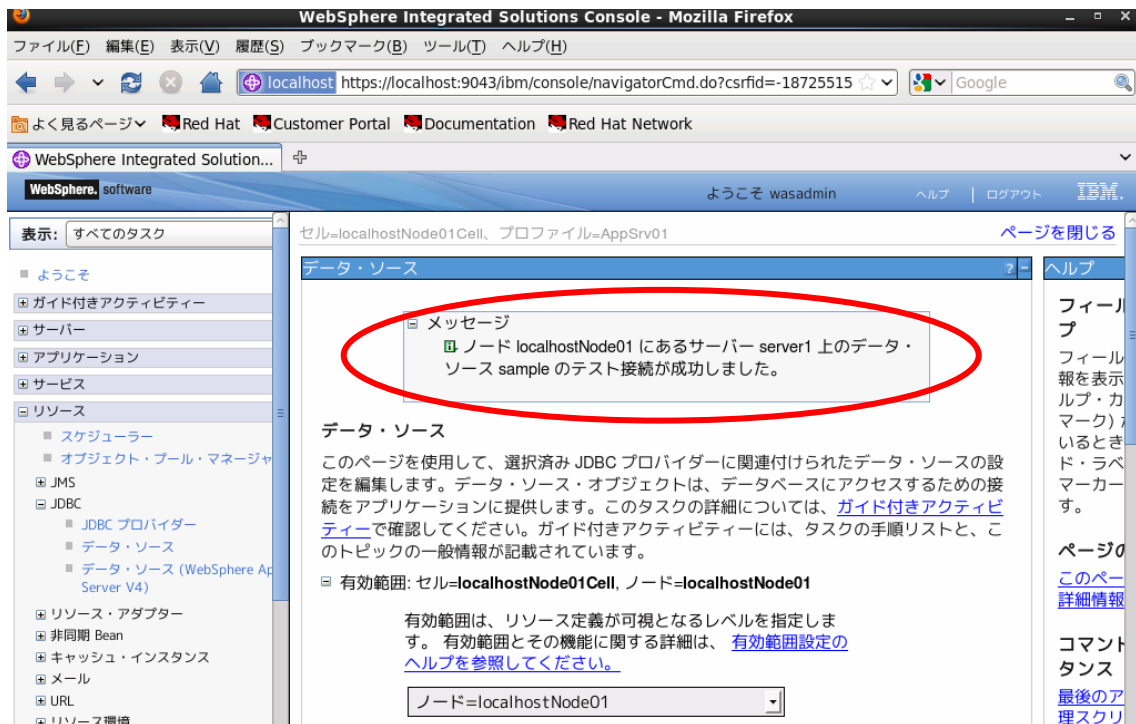 WebSphere Integrated Solutions Console - Mozilla Firefox
ファイル(F) 編集(E) 表示(V) 履歴(S) ブックマーク(B) ツール(T) ヘルプ(H)
localhost https://localhost:9043/ibm/console/navigatorCmd.do?csrfid=-18725515 Google
よく見るページ Red Hat Customer Portal Documentation Red Hat Network
WebSphere Integrated Solution...
WebSphere. software ようこそ wasadmin ヘルプ | ログアウト IBM.
表示: すべてのタスク
ようこそ
ガイド付きアクティビティー
サーバー
アプリケーション
サービス
リソース
スケジューラー
オブジェクト・プール・マネージャ
JMS
JDBC
JDBC プロバイダー
データ・ソース
データ・ソース (WebSphere Ap
Server V4)
リソース・アダプター
非同期 Bean
キャッシュ・インスタンス
メール
URL
リソース環境
セル=localhostNode01Cell、プロファイル=AppSrv01 ページを閉じる
データ・ソース ? -
メッセージ
ノード localhostNode01 にあるサーバー server1 上のデータ・
ソース sample のテスト接続が成功しました。
データ・ソース
このページを使用して、選択済み JDBC プロバイダーに関連付けられたデータ・ソースの設
定を編集します。データ・ソース・オブジェクトは、データベースにアクセスするための接
続をアプリケーションに提供します。このタスクの詳細については、ガイド付きアクティビ
ティーで確認してください。ガイド付きアクティビティーには、タスクの手順リストと、こ
のトピックの一般情報が記載されています。
有効範囲: セル=localhostNode01Cell, ノード=localhostNode01
有効範囲は、リソース定義が可視となるレベルを指定しま
す。 有効範囲とその機能に関する詳細は、 有効範囲設定の
ヘルプを参照してください。
ノード=localhostNode01
ヘルプ
フィール
プ
フィール
報を表示
ルプ・カ
マーク)
いるとき
ド・ラベ
マーカー
す。
ページの
このペー
詳細情報
コマント
タンス
最後のア
理スクリ